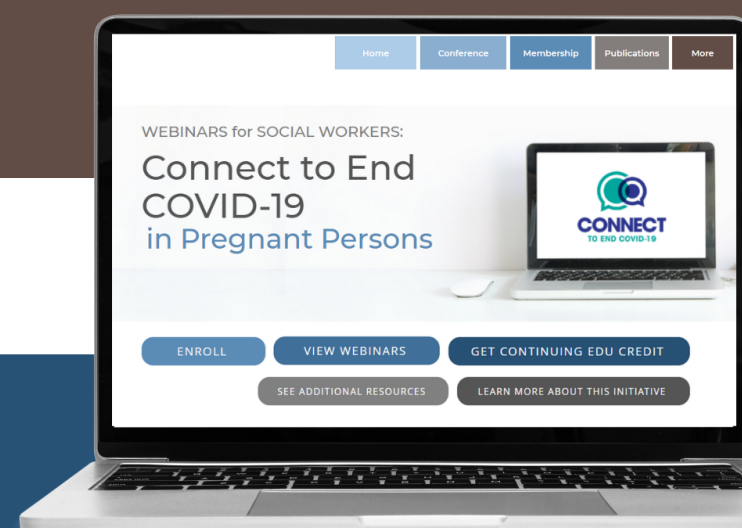 Home Conference Membership Publications More
WEBINARS for SOCIAL WORKERS:
Connect to End
COVID-19
in Pregnant Persons
CONNECT
TO END COVID-19
ENROLL VIEW WEBINARS GET CONTINUING EDU CREDIT
SEE ADDITIONAL RESOURCES LEARN MORE ABOUT THIS INITIATIVE